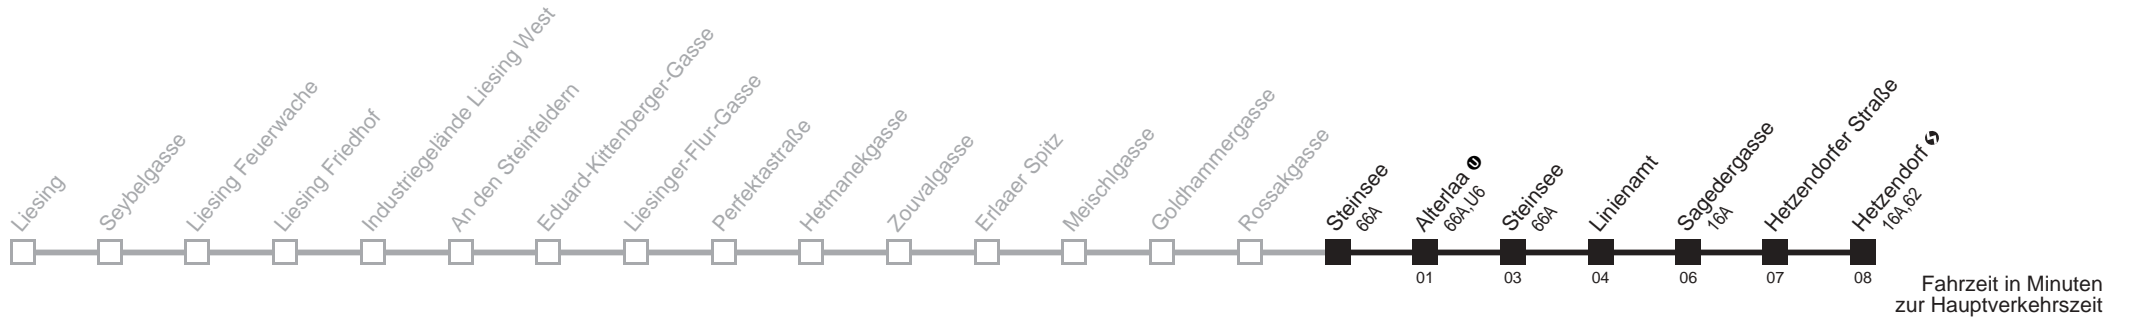 Liesing
Seybelgasse
Liesing Feuerwache
Liesing Friedhof
Industriegelände Liesing West
An den Steinfeldern
Eduard-Kittenberger-Gasse
Liesinger-Flur-Gasse
Perfektastraße
Hetmanekgasse
Zouvalgasse
Erlaaer Spitz
Meischlgasse
Goldhammergasse
Rossakgasse
Steinsee
66A
Alterlaa U
66A,U6
Steinsee
66A
Linienamt
Sagedergasse
16A
Hetzendorfer Straße
Hetzendorf S
16A,62
01 03 04 06 07 08
Fahrzeit in Minuten
zur Hauptverkehrszeit